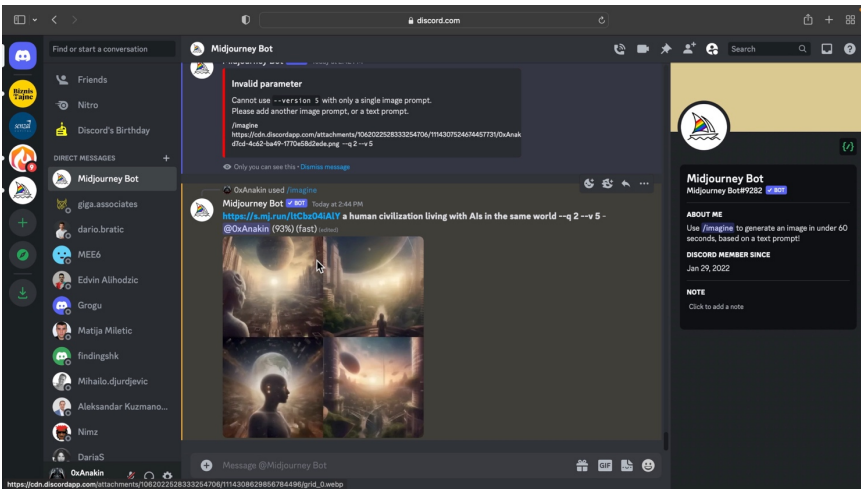 discord.com
Find or start a conversation
Midjourney Bot
Search
Friends
Nitro
Discord's Birthday
DIRECT MESSAGES
Midjourney Bot
giga.associates
dario.bratic
MEE6
Edvin Alihodzic
Grogu
Matija Miletic
findingshk
Mihailo.djurdjevic
Aleksandar Kuzmano...
Nimz
DariaS
0xAnakin
Biznis
Tajne
sensei
9
Invalid parameter
Cannot use --version 5 with only a single image prompt.
Please add another image prompt, or a text prompt.
/imagine
https://cdn.discordapp.com/attachments/1062022528333254706/1114307524674457731/0xAnak
d7cd-4c62-ba49-1770e58d2ede.png --q 2 --v 5
Only you can see this • Dismiss message
0xAnakin used /imagine
Midjourney Bot BOT Today at 2:44 PM
https://s.mj.run/ltCbz04iAlY a human civilization living with AIs in the same world --q 2 --v 5 -
@0xAnakin (93%) (fast) (edited)
Message @Midjourney Bot
GIF
Midjourney Bot
Midjourney Bot#9282 BOT
ABOUT ME
Use /imagine to generate an image in under 60
seconds, based on a text prompt!
DISCORD MEMBER SINCE
Jan 29, 2022
NOTE
Click to add a note
https://cdn.discordapp.com/attachments/1062022528333254706/1114308629856784496/grid_0.webp